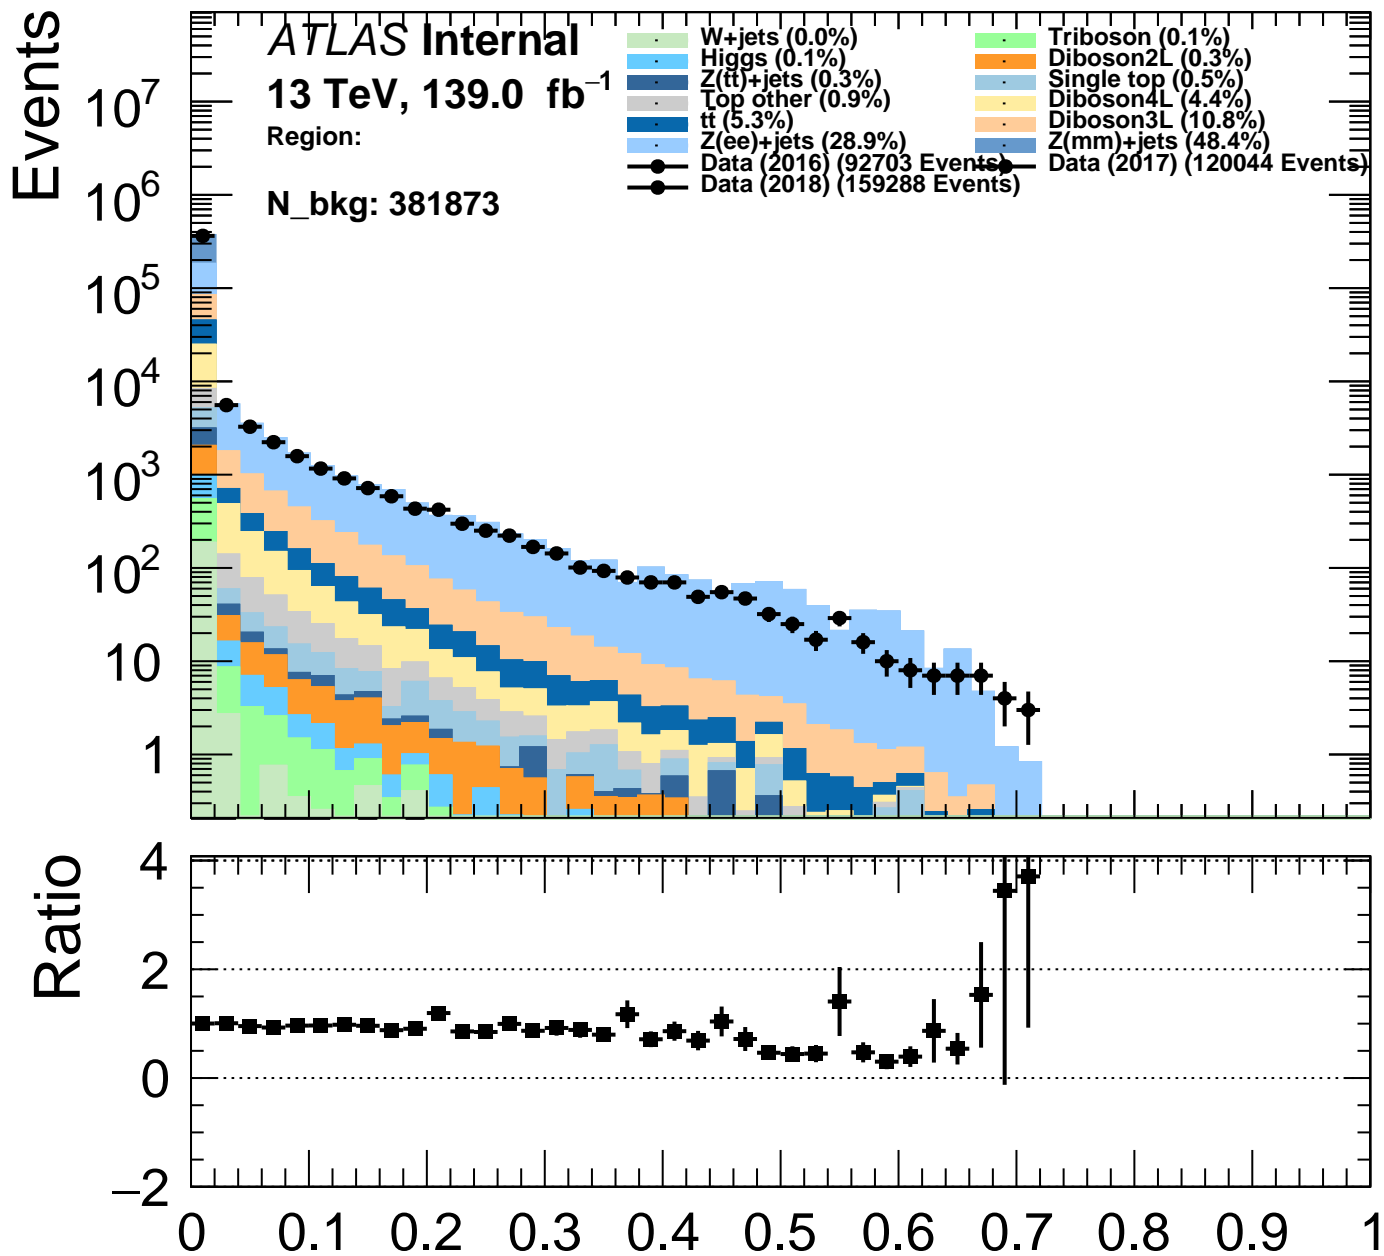 ATLAS Internal
13 TeV, 139.0 fb⁻¹
Region:
N_bkg: 381873
W+jets (0.0%)
Higgs (0.1%)
Z(tt)+jets (0.3%)
Top other (0.9%)
tt̄ (5.3%)
Z(ee)+jets (28.9%)
Data (2016) (92703 Events)
Data (2018) (159288 Events)
Triboson (0.1%)
Diboson2L (0.3%)
Single top (0.5%)
Diboson4L (4.4%)
Diboson3L (10.8%)
Z(mm)+jets (48.4%)
Data (2017) (120044 Events)
Events
10⁷
10⁶
10⁵
10⁴
10³
10²
10
1
Ratio
4
2
0
−2
0 0.1 0.2 0.3 0.4 0.5 0.6 0.7 0.8 0.9 1